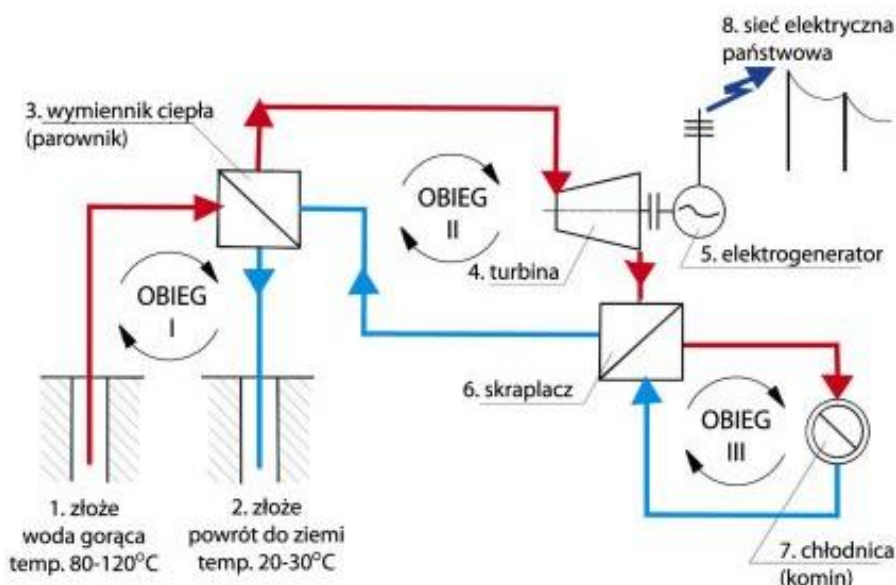 8. sieć elektryczna
państwowa
3. wymiennik ciepła
(parownik)
OBIEG
II
5. elektrogenerator
4. turbina
OBIEG
I
6. skraplacz
OBIEG
III
1. złoże
woda gorąca
temp. 80-120°C
2. złoże
powrót do ziemi
temp. 20-30°C
7. chłodnica
(komin)